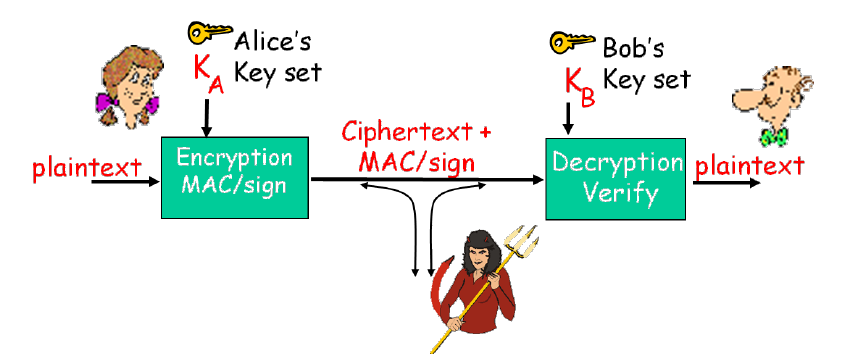 Alice's
K_A Key set
Bob's
K_B Key set
plaintext
Encryption
MAC/sign
Ciphertext +
MAC/sign
Decryption
Verify
plaintext